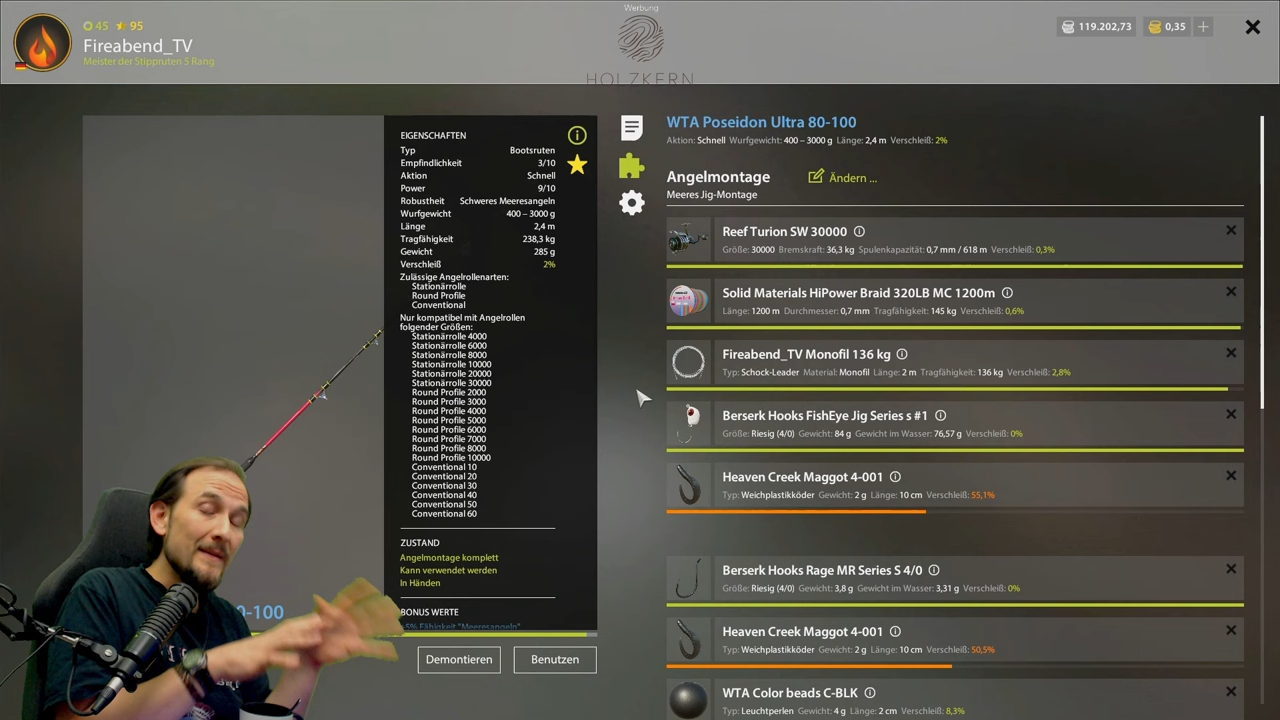 Werbung
45 95
Fireabend_TV
Meister der Stippruten 5 Rang
HOLZKERN
119.202,73 0,35
EIGENSCHAFTEN
Typ Bootsruten
Empfindlichkeit 3/10
Aktion Schnell
Power 9/10
Robustheit Schweres Meeresangeln
Wurfgewicht 400 – 3000 g
Länge 2,4 m
Tragfähigkeit 238,3 kg
Gewicht 285 g
Verschleiß 2%
Zulässige Angelrollenarten:
Stationärrolle
Round Profile
Conventional
Nur kompatibel mit Angelrollen
folgender Größen:
Stationärrolle 4000
Stationärrolle 6000
Stationärrolle 8000
Stationärrolle 10000
Stationärrolle 20000
Stationärrolle 30000
Round Profile 2000
Round Profile 3000
Round Profile 4000
Round Profile 5000
Round Profile 6000
Round Profile 7000
Round Profile 8000
Round Profile 10000
Conventional 10
Conventional 20
Conventional 30
Conventional 40
Conventional 50
Conventional 60
ZUSTAND
Angelmontage komplett
Kann verwendet werden
In Händen
BONUS WERTE
5% Fähigkeit "Meeresangeln"
0-100
Demontieren Benutzen
WTA Poseidon Ultra 80-100
Aktion: Schnell Wurfgewicht: 400 – 3000 g Länge: 2,4 m Verschleiß: 2%
Angelmontage Ändern ...
Meeres Jig-Montage
Reef Turion SW 30000
Größe: 30000 Bremskraft: 36,3 kg Spulenkapazität: 0,7 mm / 618 m Verschleiß: 0,3%
Solid Materials HiPower Braid 320LB MC 1200m
Länge: 1200 m Durchmesser: 0,7 mm Tragfähigkeit: 145 kg Verschleiß: 0,6%
Fireabend_TV Monofil 136 kg
Typ: Schock-Leader Material: Monofil Länge: 2 m Tragfähigkeit: 136 kg Verschleiß: 2,8%
Berserk Hooks FishEye Jig Series s #1
Größe: Riesig (4/0) Gewicht: 84 g Gewicht im Wasser: 76,57 g Verschleiß: 0%
Heaven Creek Maggot 4-001
Typ: Weichplastikköder Gewicht: 2 g Länge: 10 cm Verschleiß: 55,1%
Berserk Hooks Rage MR Series S 4/0
Größe: Riesig (4/0) Gewicht: 3,8 g Gewicht im Wasser: 3,31 g Verschleiß: 0%
Heaven Creek Maggot 4-001
Typ: Weichplastikköder Gewicht: 2 g Länge: 10 cm Verschleiß: 50,5%
WTA Color beads C-BLK
Typ: Leuchtperlen Gewicht: 4 g Länge: 2 cm Verschleiß: 8,3%